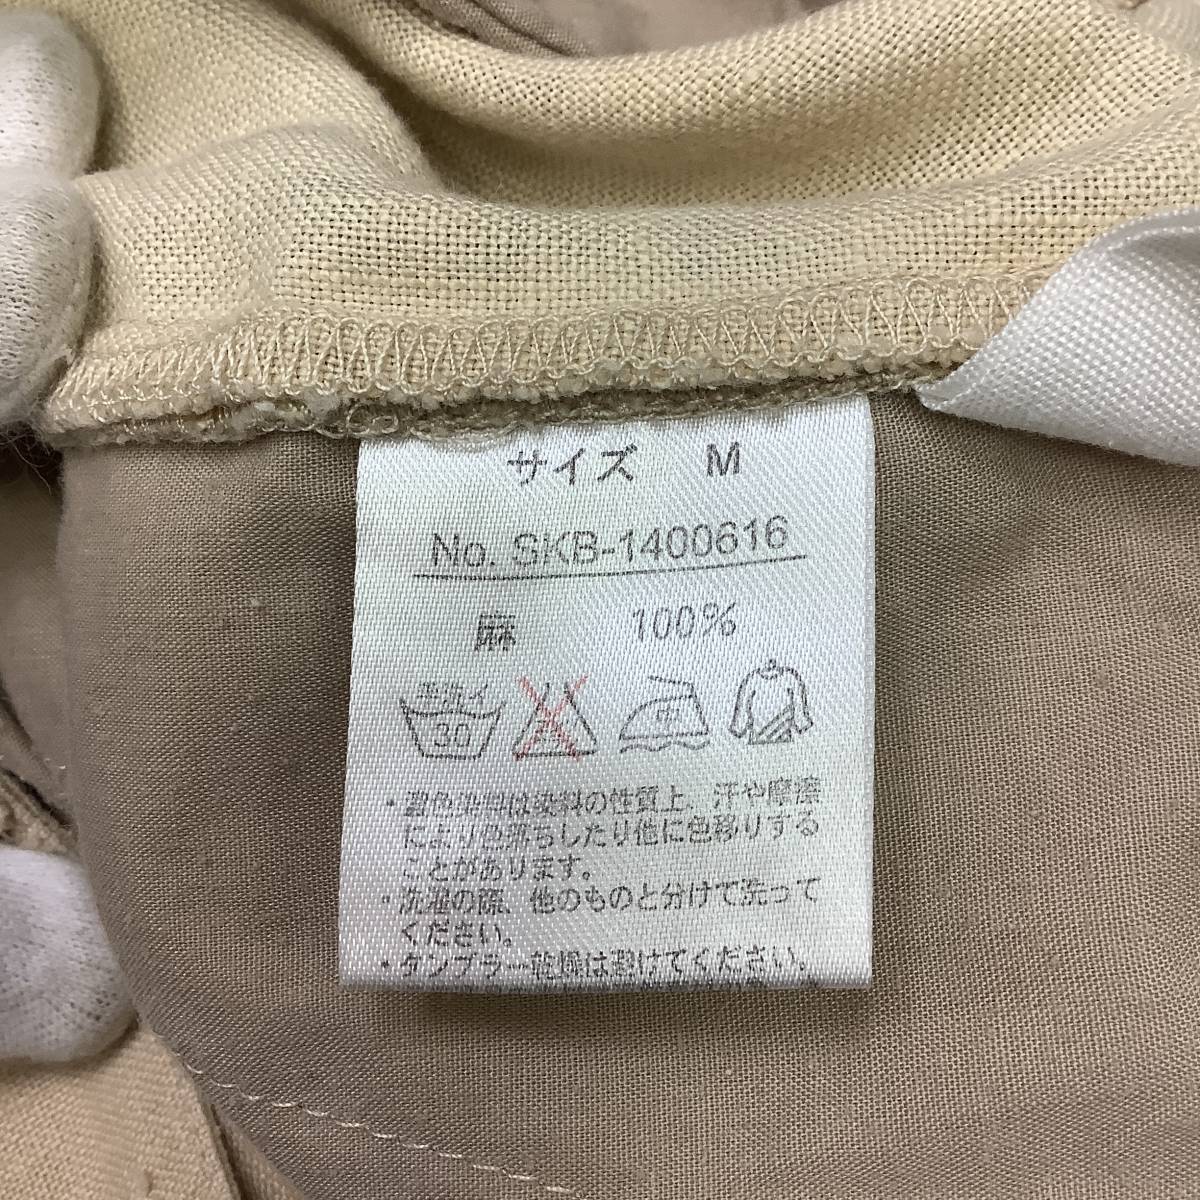 サイズ M
No. SKB-1400616
麻 100%
手洗イ
30
中
・濃色染料は染料の性質上、汗や摩擦
により色落ちしたり他に色移りする
ことがあります。
・洗濯の際、他のものと分けて洗って
ください。
・タンブラー乾燥は避けてください。